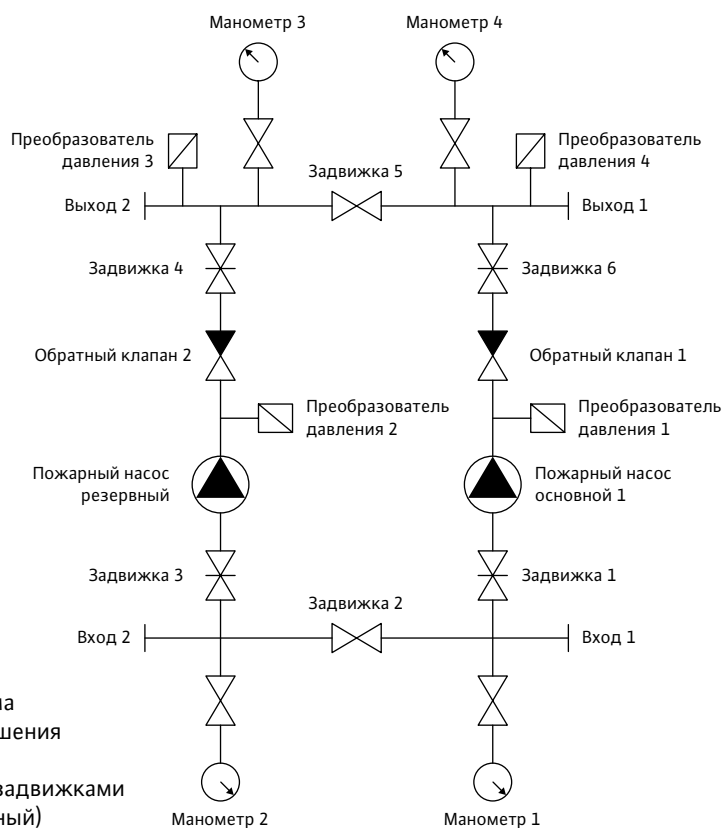 Манометр 3
Манометр 4
Преобразователь
давления 3
Преобразователь
давления 4
Задвижка 5
Выход 2
Выход 1
Задвижка 4
Задвижка 6
Обратный клапан 2
Обратный клапан 1
Преобразователь
давления 2
Преобразователь
давления 1
Пожарный насос
резервный
Пожарный насос
основной 1
Задвижка 3
Задвижка 1
Задвижка 2
Вход 2
Вход 1
задвижками
Манометр 2
Манометр 1